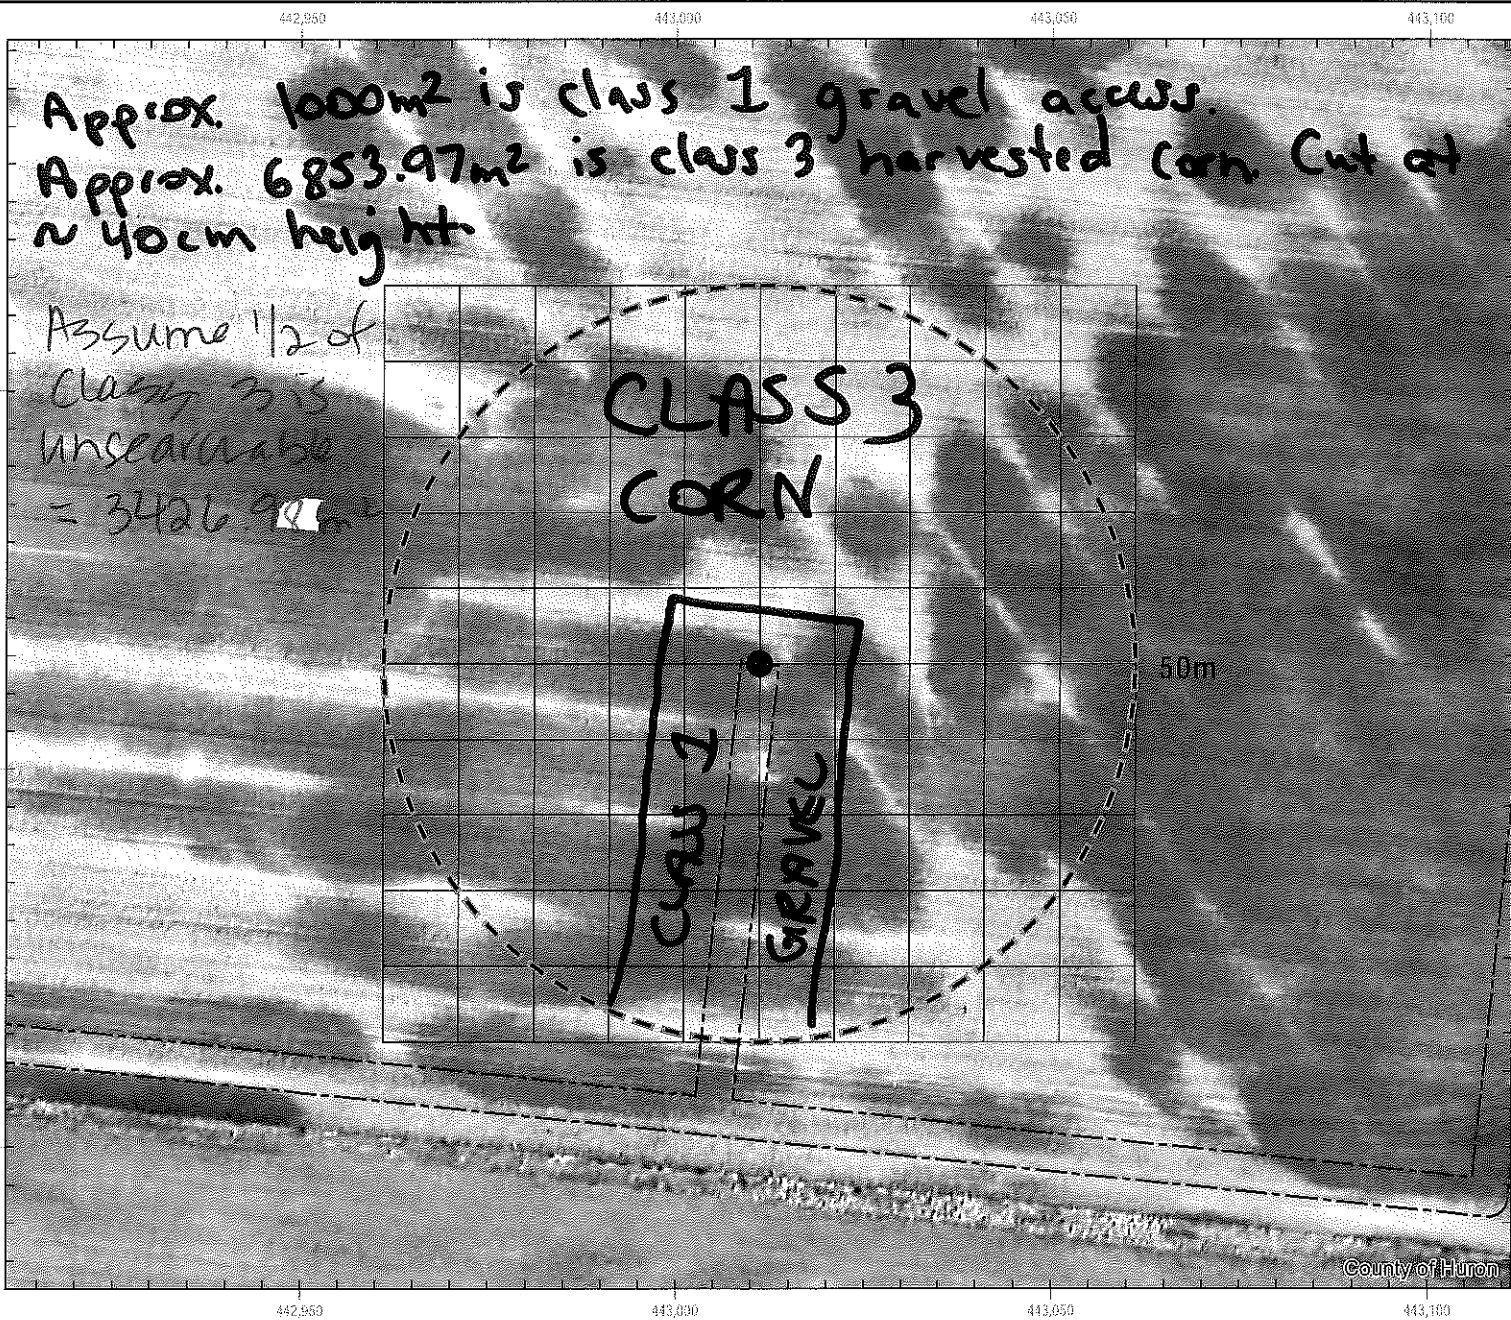 442,950 443,000 443,050 443,100
Approx. 1000m² is class 1 gravel access.
Approx. 6853.97m² is class 3 harvested corn. Cut at
~ 40cm height.
Assume 1/2 of
Class 3 is
unsearchable
= 3426.98m²
CLASS 3
CORN
50m
CLASS 1
GRAVEL
County of Huron
442,950 443,000 443,050 443,100